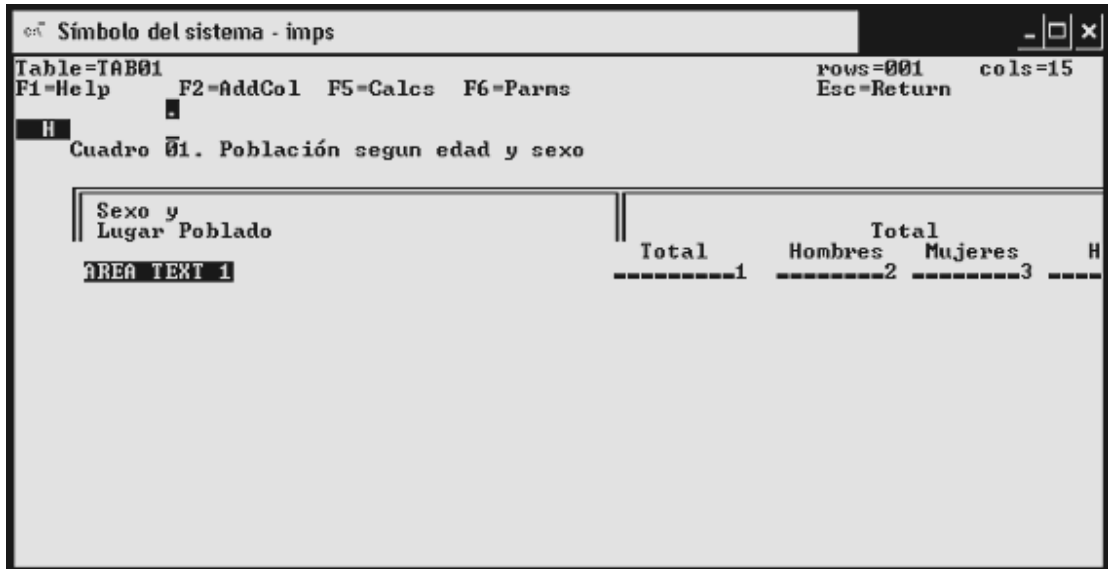 Símbolo del sistema - imps
Table=TAB01 rows=001 cols=15
F1=Help F2=AddCol F5=Calcs F6=Parms Esc=Return
H
Cuadro 01. Población segun edad y sexo
Sexo y
Lugar Poblado Total
Total Hombres Mujeres H
AREA TEXT 1 1 2 3